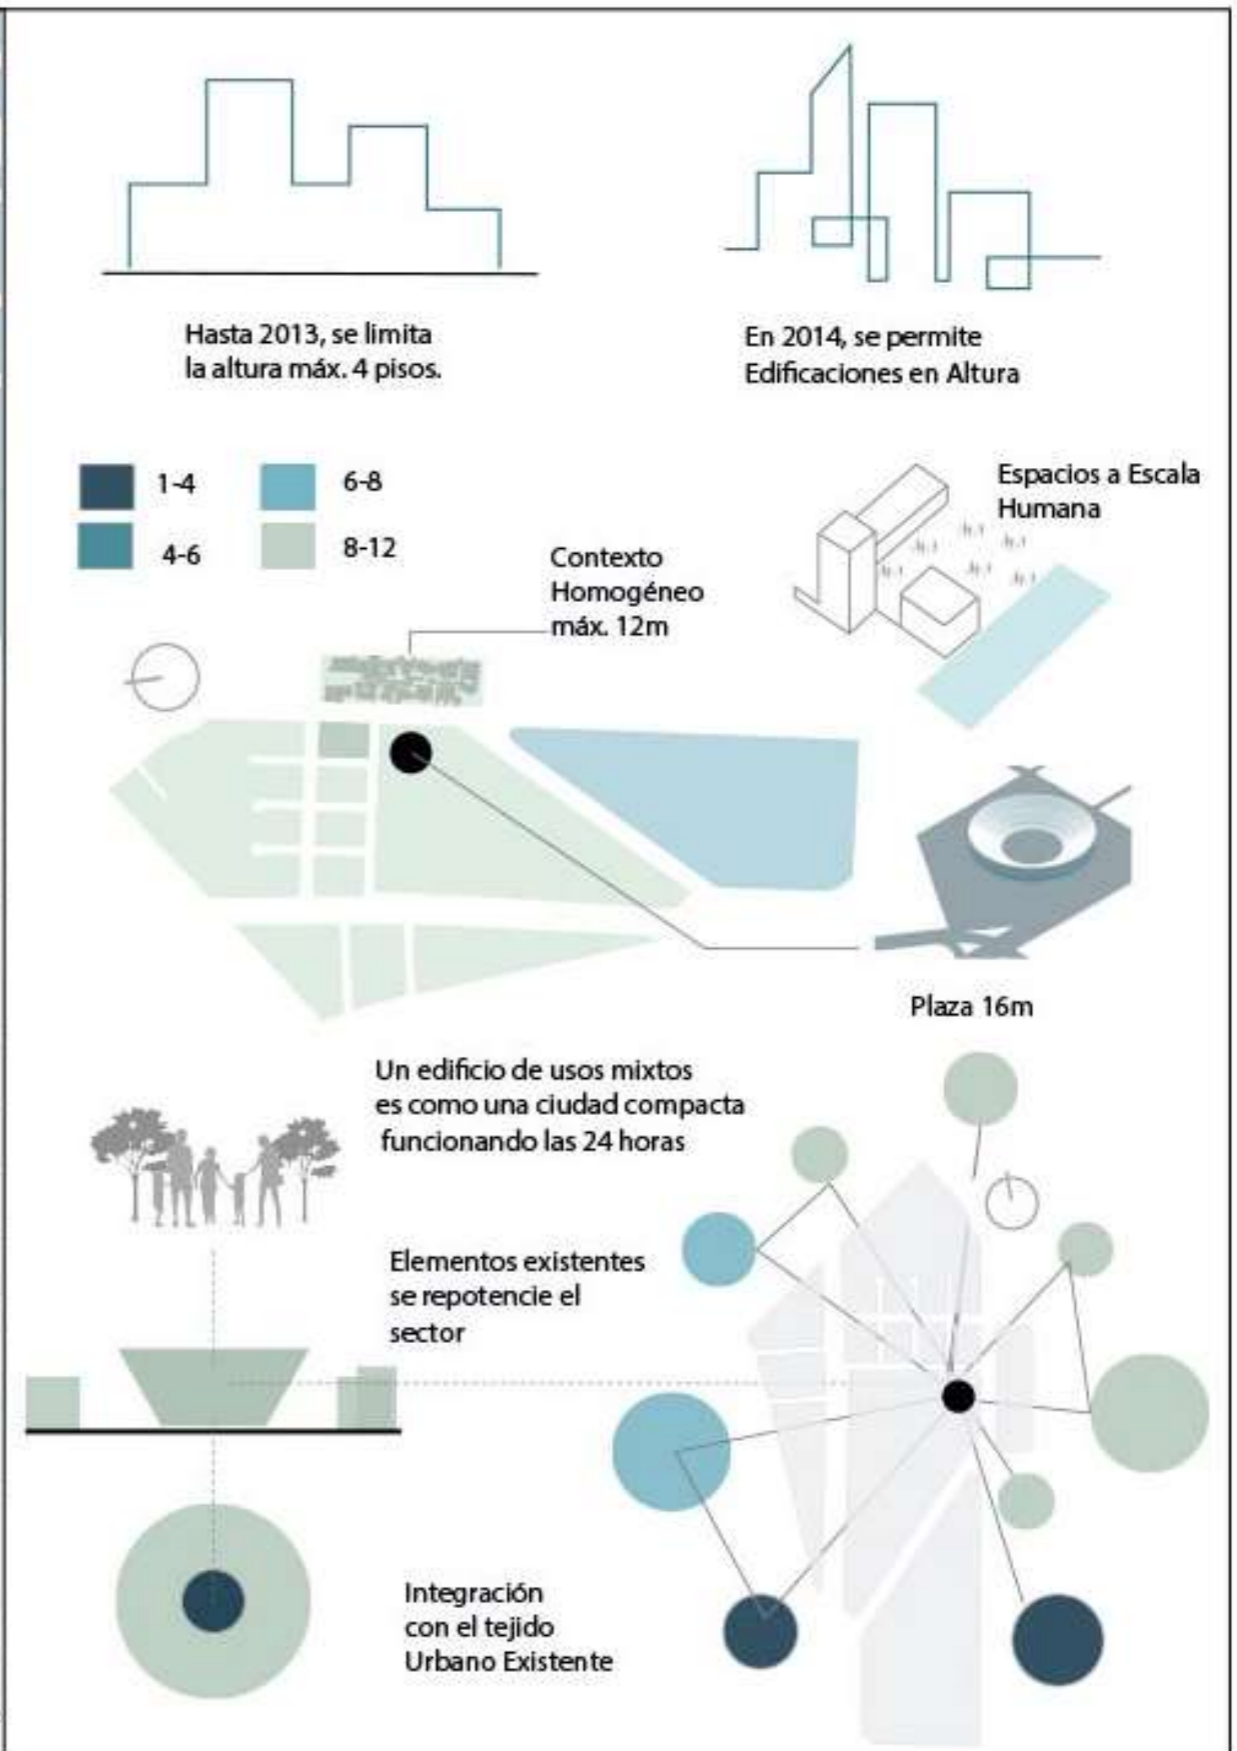 Hasta 2013, se limita
la altura máx. 4 pisos.
En 2014, se permite
Edificaciones en Altura
1-4
6-8
4-6
8-12
Espacios a Escala
Humana
Contexto
Homogéneo
máx. 12m
Plaza 16m
Un edificio de usos mixtos
es como una ciudad compacta
funcionando las 24 horas
Elementos existentes
se repotencie el
sector
Integración
con el tejido
Urbano Existente